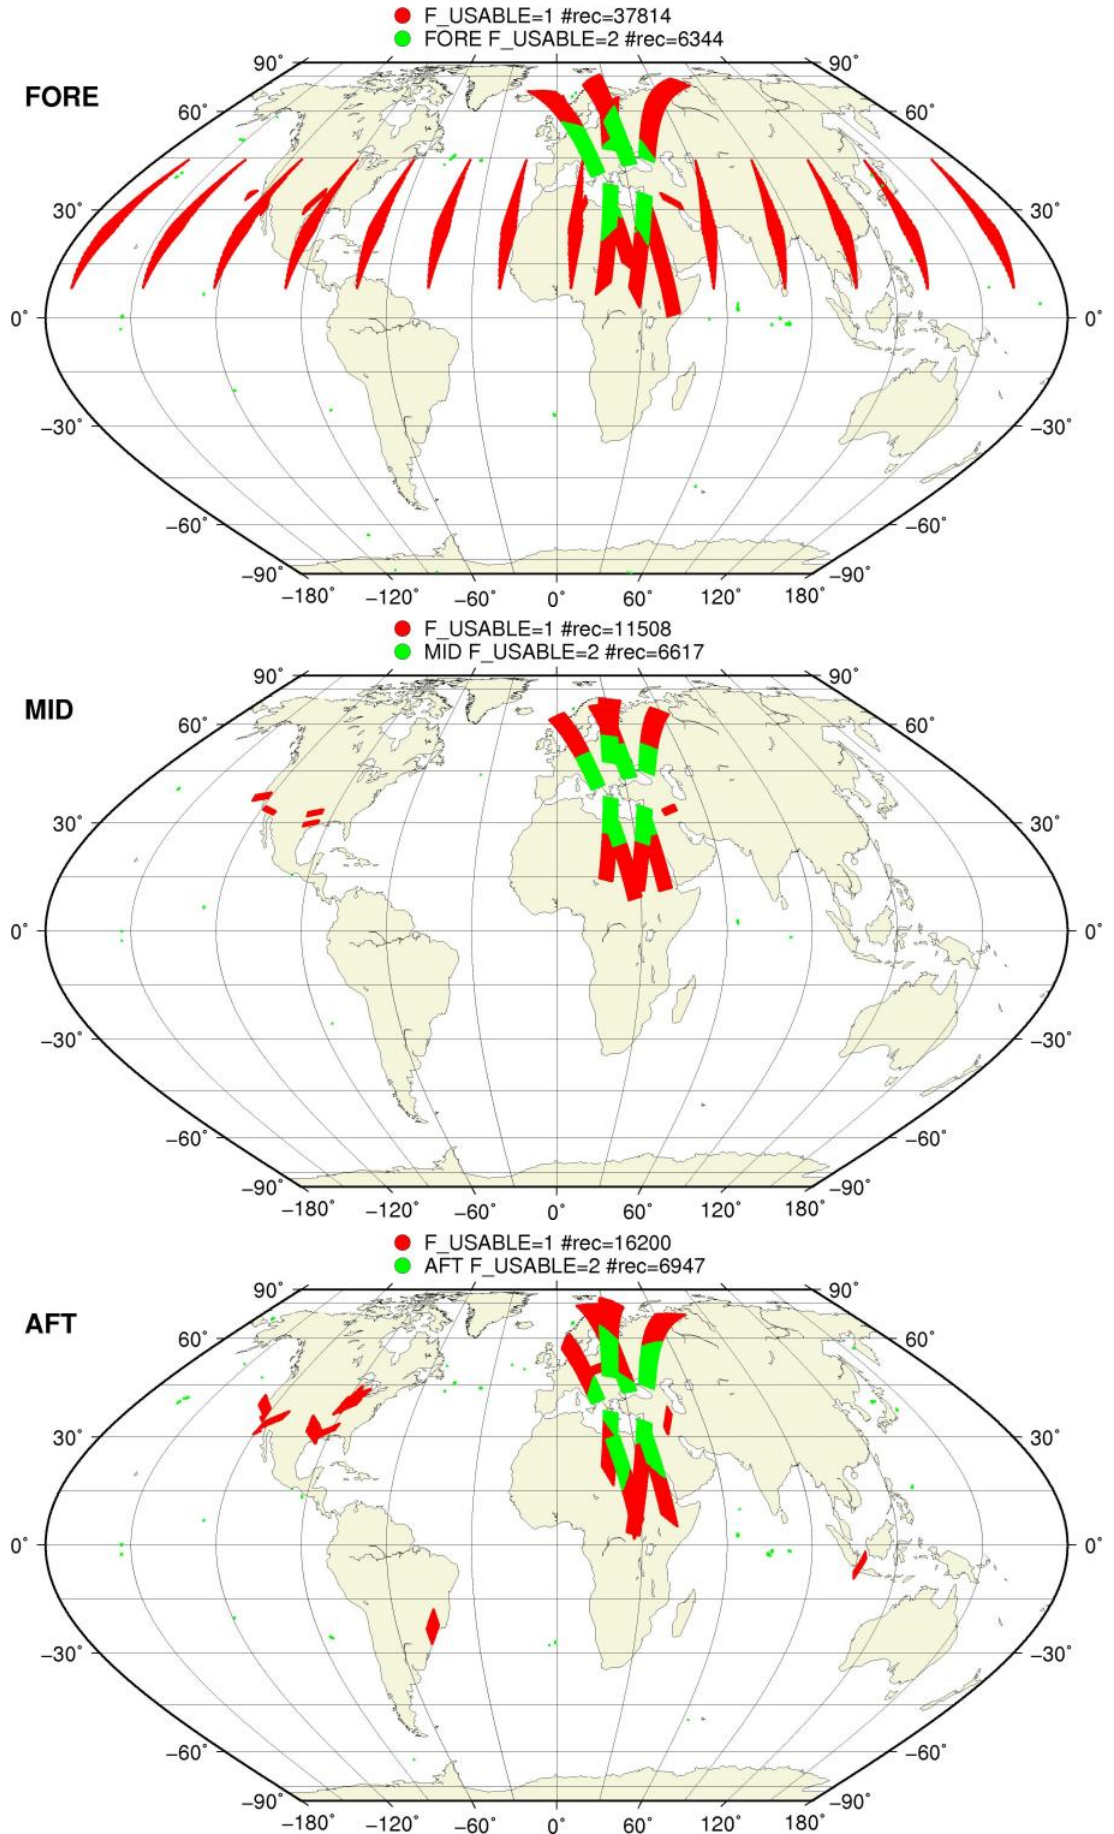 F_USABLE=1 #rec=37814
FORE F_USABLE=2 #rec=6344
FORE
90° 90°
60° 60°
30° 30°
0° 0°
−30° −30°
−60° −60°
−90° −90°
−180° −120° −60° 0° 60° 120° 180°
F_USABLE=1 #rec=11508
MID F_USABLE=2 #rec=6617
MID
90° 90°
60° 60°
30° 30°
0° 0°
−30° −30°
−60° −60°
−90° −90°
−180° −120° −60° 0° 60° 120° 180°
F_USABLE=1 #rec=16200
AFT F_USABLE=2 #rec=6947
AFT
90° 90°
60° 60°
30° 30°
0° 0°
−30° −30°
−60° −60°
−90° −90°
−180° −120° −60° 0° 60° 120° 180°